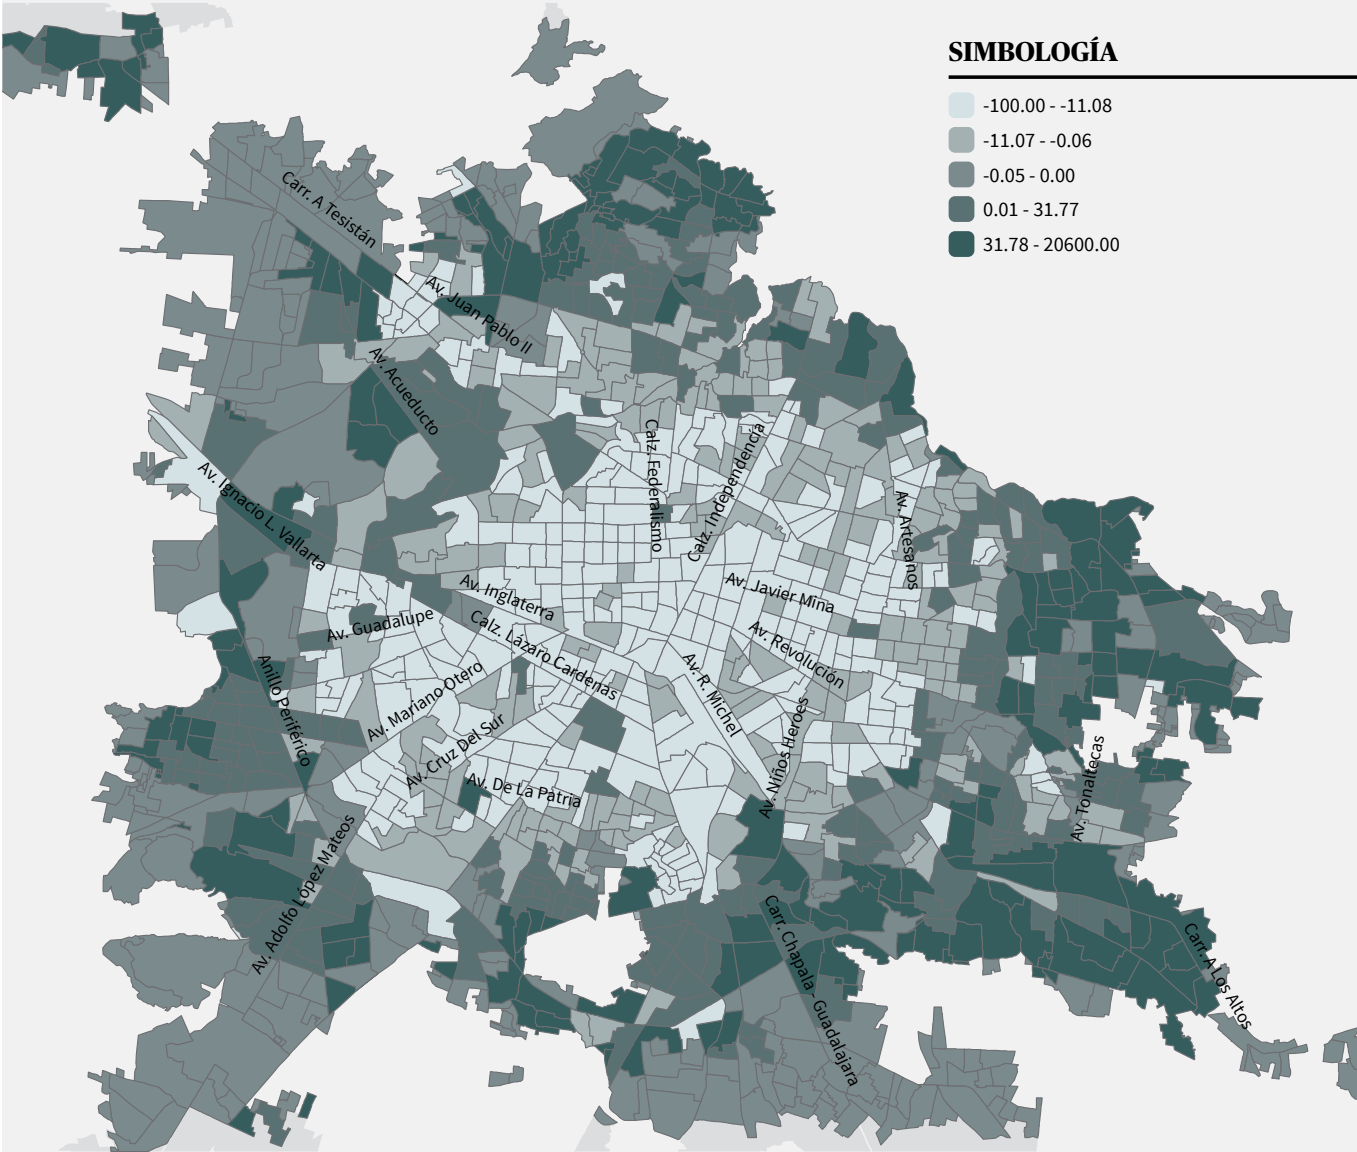 SIMBOLOGÍA
-100.00 - -11.08
-11.07 - -0.06
-0.05 - 0.00
0.01 - 31.77
31.78 - 20600.00
Carr. A Tesistán
Av. Juan Pablo II
Av. Acueducto
Calz. Federalismo
Calz. Independencia
Av. Ignacio L. Vallarta
Av. Artesanos
Av. Inglaterra
Av. Javier Mina
Av. Guadalupe
Calz. Lázaro Cardenas
Av. Revolución
Anillo Periférico
Av. Mariano Otero
Av. R. Michel
Av. Cruz Del Sur
Av. Niños Heroes
Av. De La Patria
Av. Tonaltecas
Av. Adolfo López Mateos
Carr. Chapala - Guadalajara
Carr. A Los Altos